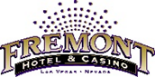 FREMONT
HOTEL & CASINO
LAS VEGAS • NEVADA